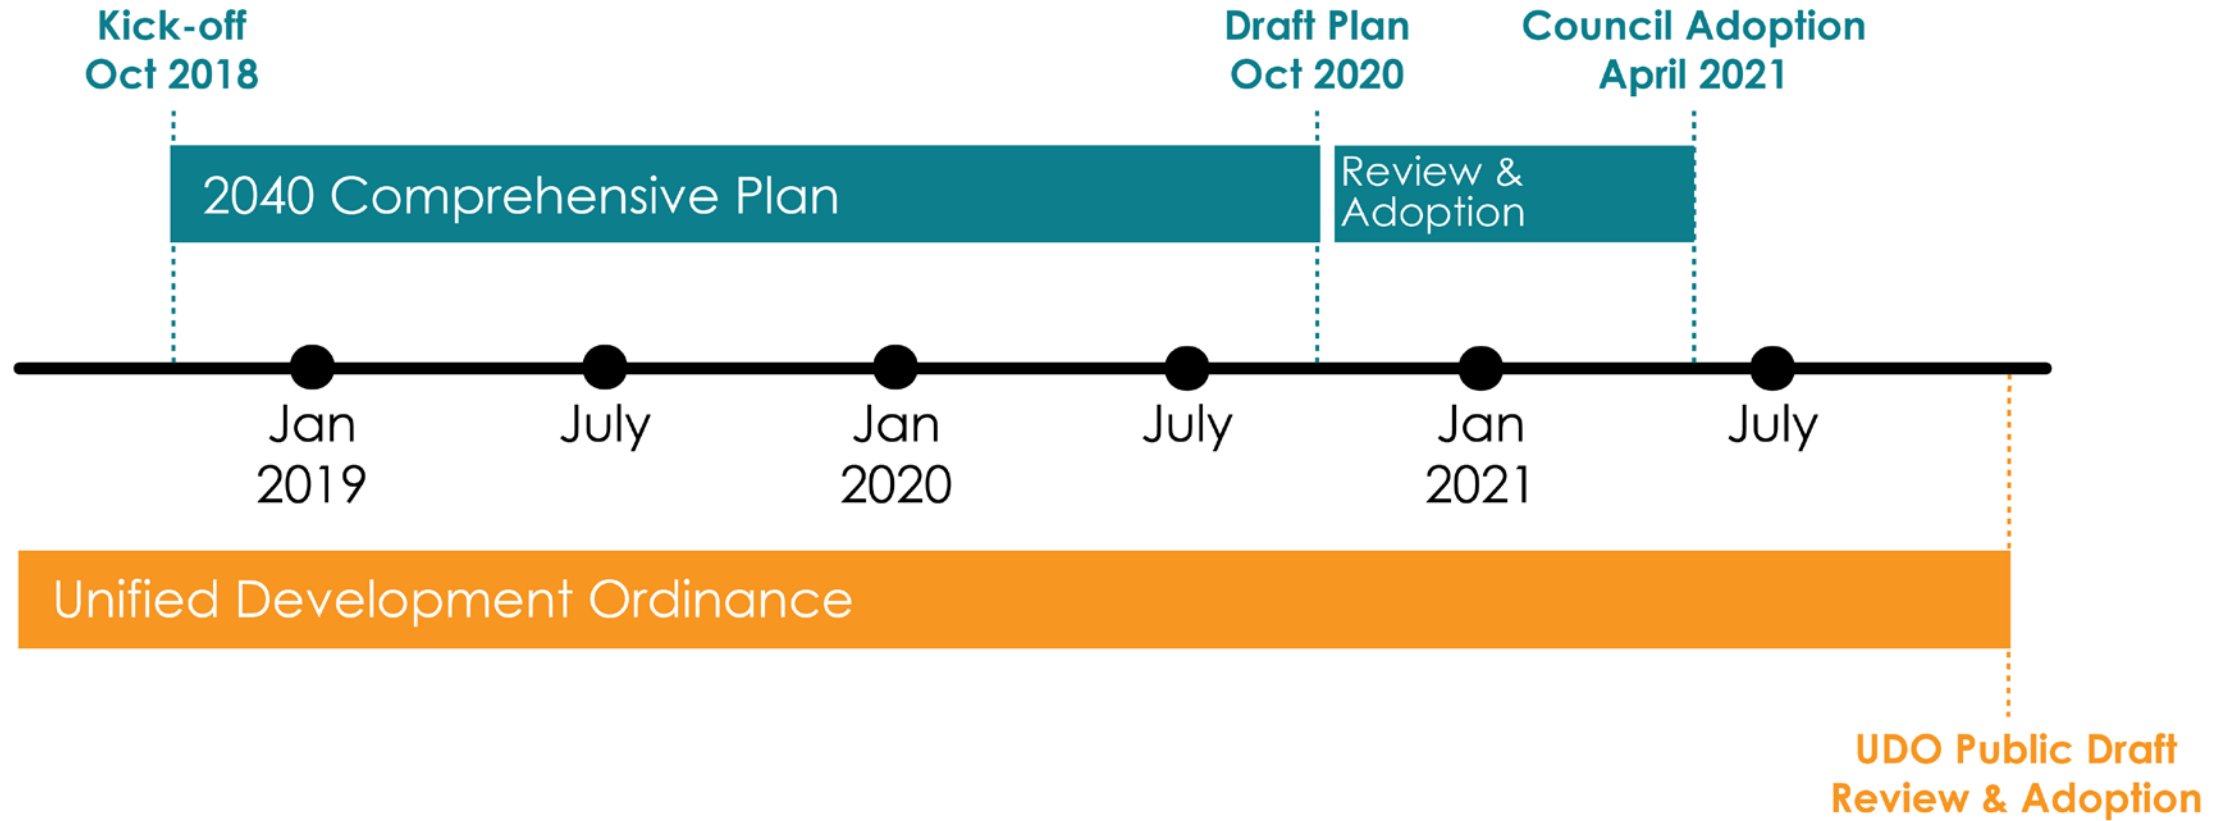 Kick-off
Oct 2018
Draft Plan
Oct 2020
Council Adoption
April 2021
2040 Comprehensive Plan
Review &
Adoption
Jan
2019
July
Jan
2020
July
Jan
2021
July
Unified Development Ordinance
UDO Public Draft
Review & Adoption